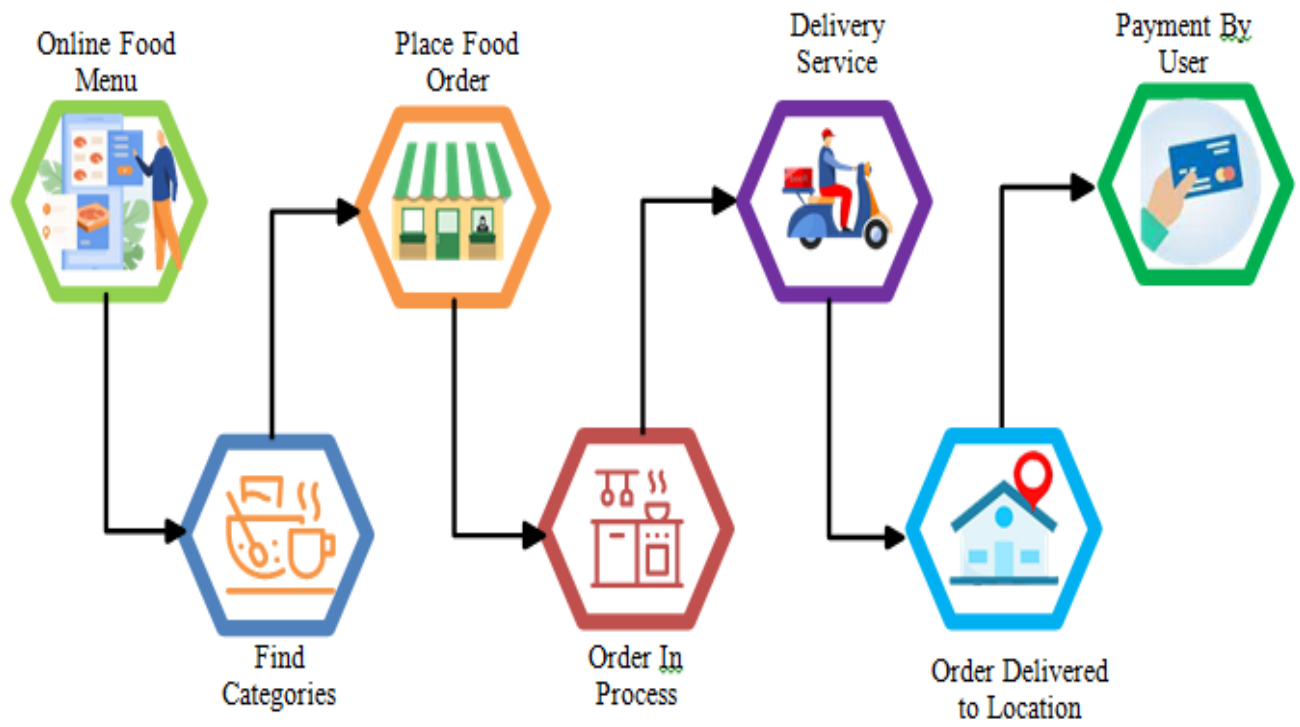 Online Food
Menu
Find
Categories
Place Food
Order
Order In
Process
Delivery
Service
Order Delivered
to Location
Payment By
User